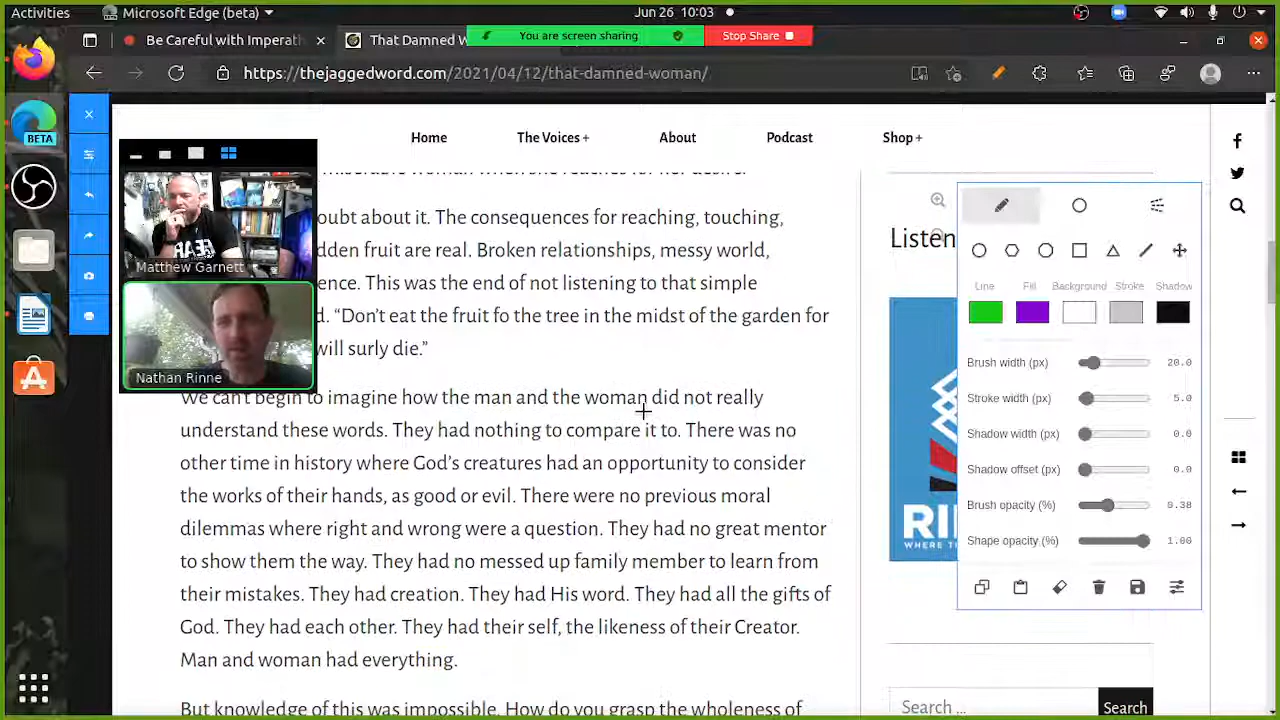 Activities
Microsoft Edge (beta)
Jun 26 10:03
Be Careful with Imperath
That Damned W
You are screen sharing
Stop Share
https://thejaggedword.com/2021/04/12/that-damned-woman/
BETA
Home
The Voices +
About
Podcast
Shop +
oubt about it. The consequences for reaching, touching,
dden fruit are real. Broken relationships, messy world,
ence. This was the end of not listening to that simple
d. “Don’t eat the fruit fo the tree in the midst of the garden for
will surly die.”
Matthew Garnett
Nathan Rinne
We can’t begin to imagine how the man and the woman did not really
understand these words. They had nothing to compare it to. There was no
other time in history where God’s creatures had an opportunity to consider
the works of their hands, as good or evil. There were no previous moral
dilemmas where right and wrong were a question. They had no great mentor
to show them the way. They had no messed up family member to learn from
their mistakes. They had creation. They had His word. They had all the gifts of
God. They had each other. They had their self, the likeness of their Creator.
Man and woman had everything.
But knowledge of this was impossible. How do you grasp the wholeness of
Listen
RI
WHERE T
Line
Fill
Background
Stroke
Shadow
Brush width (px)
20.0
Stroke width (px)
5.0
Shadow width (px)
0.0
Shadow offset (px)
0.0
Brush opacity (%)
0.38
Shape opacity (%)
1.00
Search ...
Search